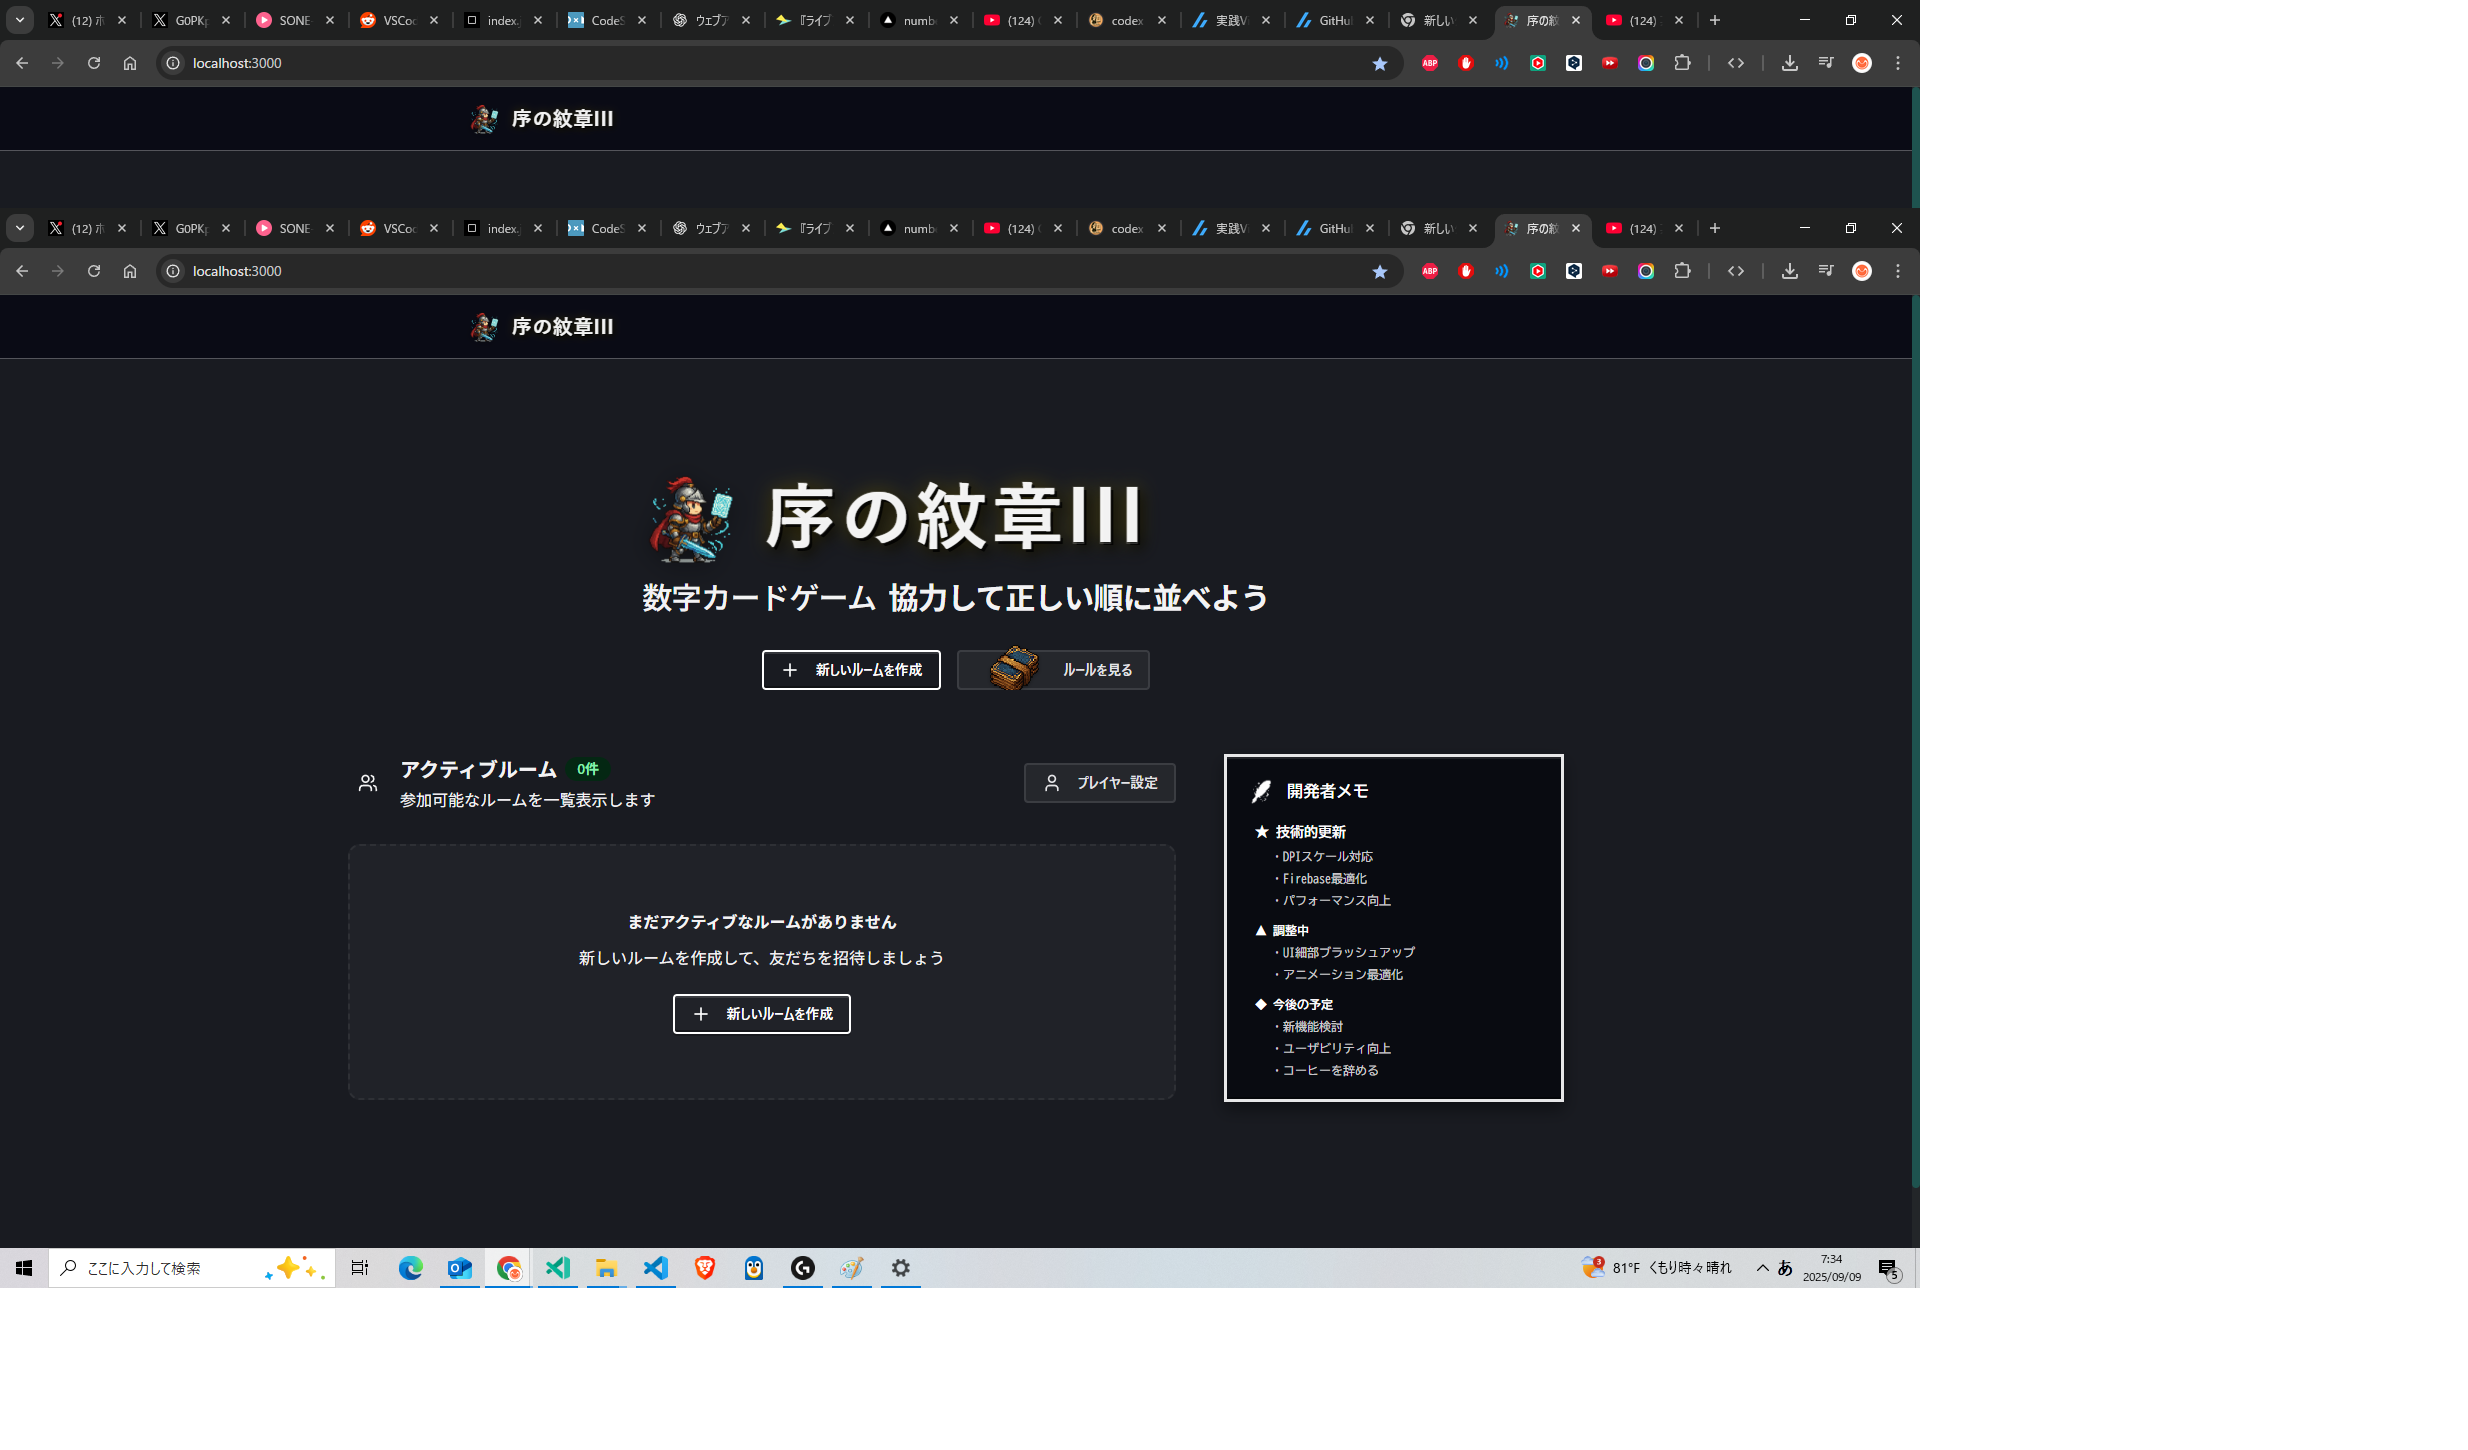 (12) ホ
GoPK
SONE
VSCo
index.j
CodeS
ウェブア
『ライブ
numb
(124)
codex
実践Vi
GitHu
新しい
序の紋
(124)
localhost:3000
ABP
序の紋章III
(12) ホ
GoPK
SONE
VSCo
index.j
CodeS
ウェブア
『ライブ
numb
(124)
codex
実践Vi
GitHu
新しい
序の紋
(124)
localhost:3000
ABP
序の紋章III
序の紋章III
数字カードゲーム 協力して正しい順に並べよう
新しいルームを作成
ルールを見る
アクティブルーム 0件
参加可能なルームを一覧表示します
プレイヤー設定
まだアクティブなルームがありません
新しいルームを作成して、友だちを招待しましょう
新しいルームを作成
開発者メモ
★ 技術的更新
・DPIスケール対応
・Firebase最適化
・パフォーマンス向上
▲ 調整中
・UI細部ブラッシュアップ
・アニメーション最適化
◆ 今後の予定
・新機能検討
・ユーザビリティ向上
・コーヒーを辞める
ここに入力して検索
3
81°F くもり時々晴れ
あ
7:34
2025/09/09
5